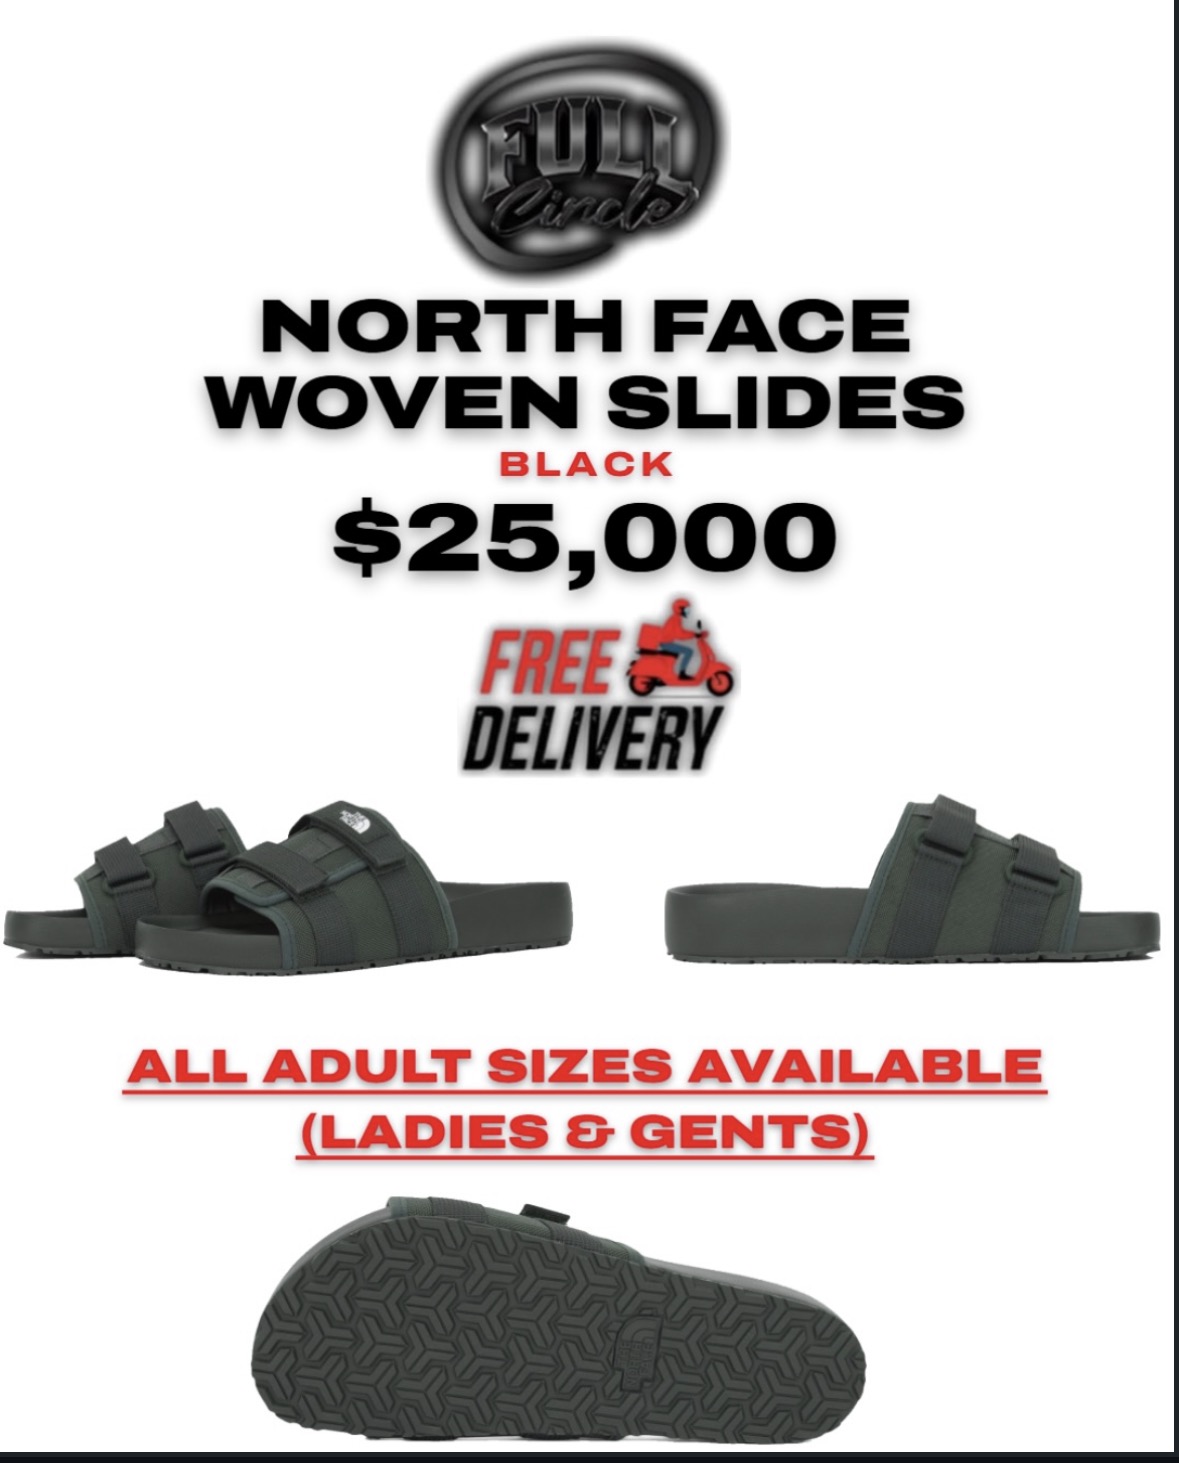 FULL
Circle
NORTH FACE
WOVEN SLIDES
BLACK
$25,000
FREE
DELIVERY
ALL ADULT SIZES AVAILABLE
(LADIES & GENTS)